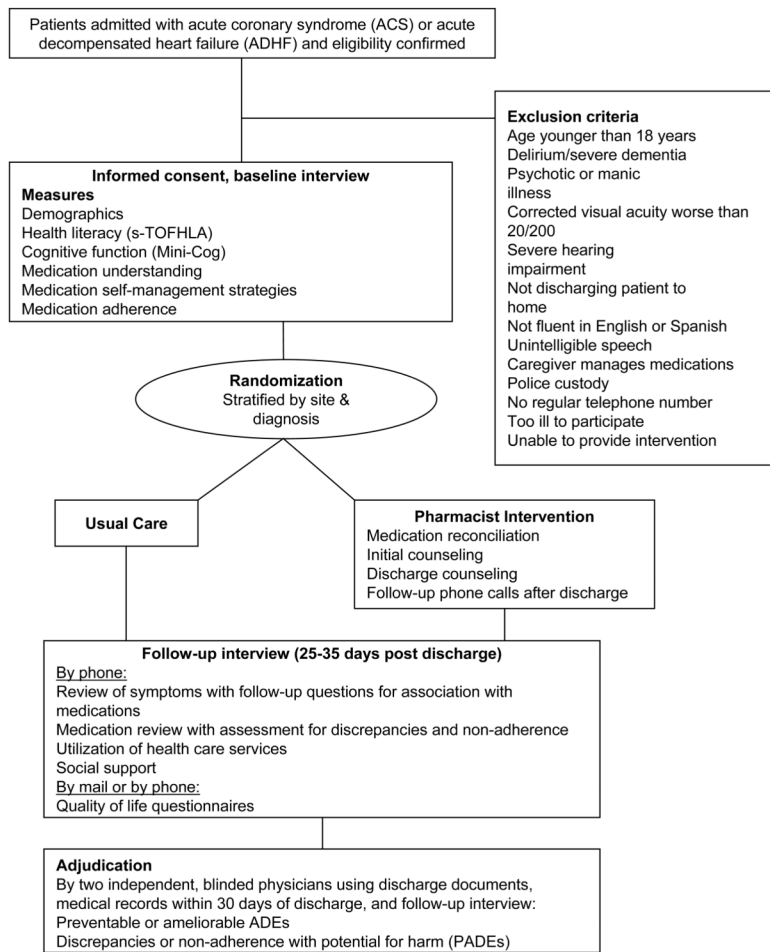 Patients admitted with acute coronary syndrome (ACS) or acute
decompensated heart failure (ADHF) and eligibility confirmed
Exclusion criteria
Age younger than 18 years
Delirium/severe dementia
Psychotic or manic
illness
Corrected visual acuity worse than
20/200
Severe hearing
impairment
Not discharging patient to
home
Not fluent in English or Spanish
Unintelligible speech
Caregiver manages medications
Police custody
No regular telephone number
Too ill to participate
Unable to provide intervention
Informed consent, baseline interview
Measures
Demographics
Health literacy (s-TOFHLA)
Cognitive function (Mini-Cog)
Medication understanding
Medication self-management strategies
Medication adherence
Randomization
Stratified by site &
diagnosis
Usual Care
Pharmacist Intervention
Medication reconciliation
Initial counseling
Discharge counseling
Follow-up phone calls after discharge
Follow-up interview (25-35 days post discharge)
By phone:
Review of symptoms with follow-up questions for association with
medications
Medication review with assessment for discrepancies and non-adherence
Utilization of health care services
Social support
By mail or by phone:
Quality of life questionnaires
Adjudication
By two independent, blinded physicians using discharge documents,
medical records within 30 days of discharge, and follow-up interview:
Preventable or ameliorable ADEs
Discrepancies or non-adherence with potential for harm (PADEs)